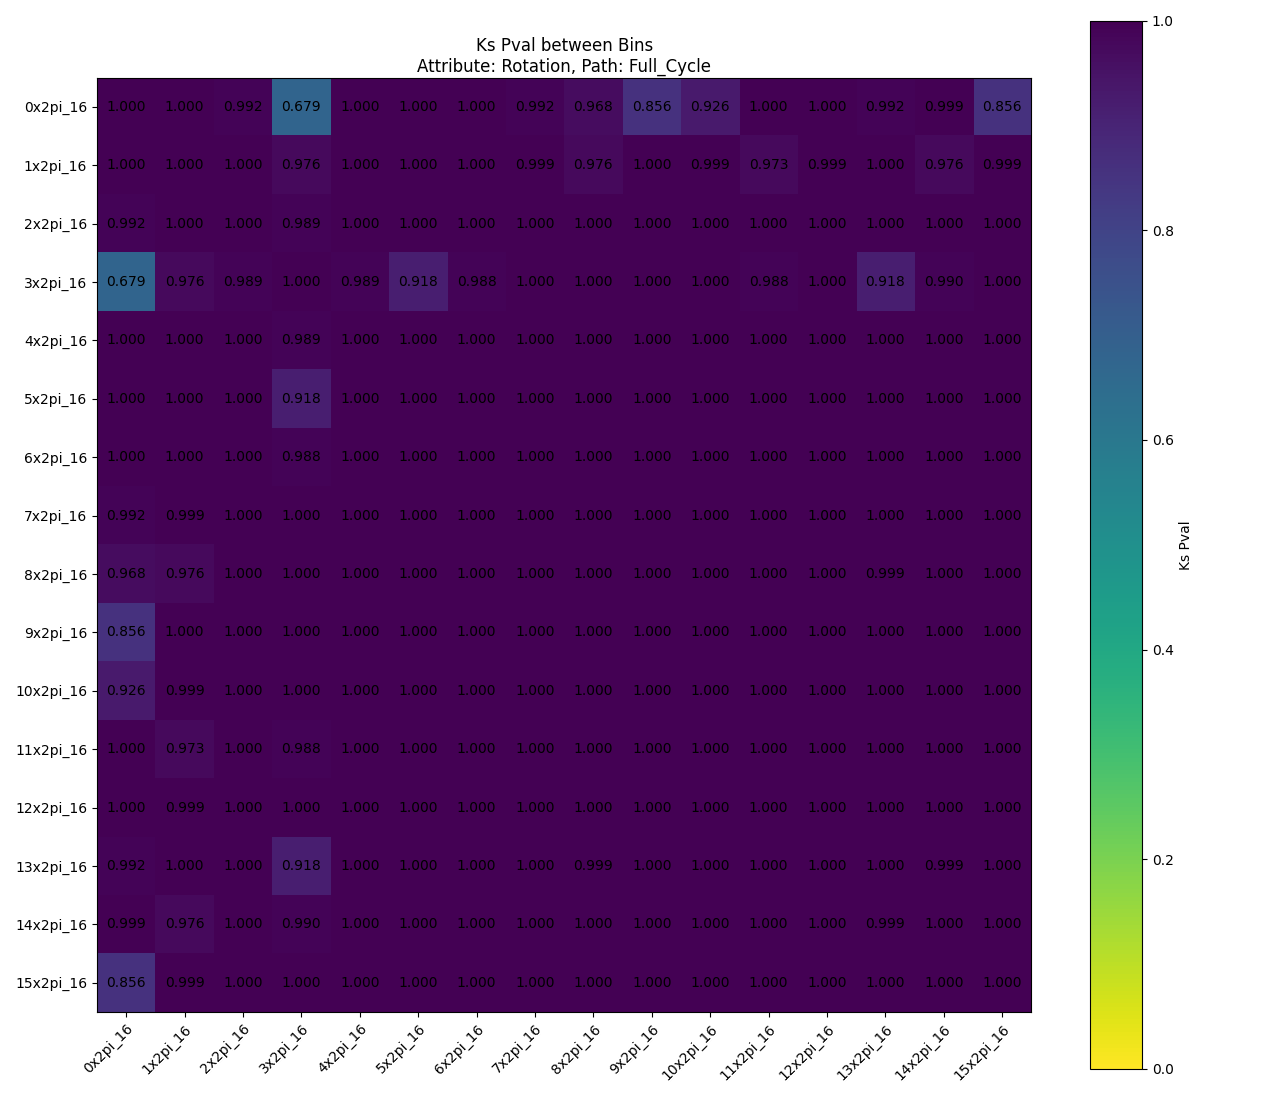 Ks Pval between Bins
Attribute: Rotation, Path: Full_Cycle
0x2pi_16 1.000 1.000 0.992 0.679 1.000 1.000 1.000 0.992 0.968 0.856 0.926 1.000 1.000 0.992 0.999 0.856
1x2pi_16 1.000 1.000 1.000 0.976 1.000 1.000 1.000 0.999 0.976 1.000 0.999 0.973 0.999 1.000 0.976 0.999
2x2pi_16 0.992 1.000 1.000 0.989 1.000 1.000 1.000 1.000 1.000 1.000 1.000 1.000 1.000 1.000 1.000 1.000
3x2pi_16 0.679 0.976 0.989 1.000 0.989 0.918 0.988 1.000 1.000 1.000 1.000 0.988 1.000 0.918 0.990 1.000
4x2pi_16 1.000 1.000 1.000 0.989 1.000 1.000 1.000 1.000 1.000 1.000 1.000 1.000 1.000 1.000 1.000 1.000
5x2pi_16 1.000 1.000 1.000 0.918 1.000 1.000 1.000 1.000 1.000 1.000 1.000 1.000 1.000 1.000 1.000 1.000
6x2pi_16 1.000 1.000 1.000 0.988 1.000 1.000 1.000 1.000 1.000 1.000 1.000 1.000 1.000 1.000 1.000 1.000
7x2pi_16 0.992 0.999 1.000 1.000 1.000 1.000 1.000 1.000 1.000 1.000 1.000 1.000 1.000 1.000 1.000 1.000
8x2pi_16 0.968 0.976 1.000 1.000 1.000 1.000 1.000 1.000 1.000 1.000 1.000 1.000 1.000 0.999 1.000 1.000
9x2pi_16 0.856 1.000 1.000 1.000 1.000 1.000 1.000 1.000 1.000 1.000 1.000 1.000 1.000 1.000 1.000 1.000
10x2pi_16 0.926 0.999 1.000 1.000 1.000 1.000 1.000 1.000 1.000 1.000 1.000 1.000 1.000 1.000 1.000 1.000
11x2pi_16 1.000 0.973 1.000 0.988 1.000 1.000 1.000 1.000 1.000 1.000 1.000 1.000 1.000 1.000 1.000 1.000
12x2pi_16 1.000 0.999 1.000 1.000 1.000 1.000 1.000 1.000 1.000 1.000 1.000 1.000 1.000 1.000 1.000 1.000
13x2pi_16 0.992 1.000 1.000 0.918 1.000 1.000 1.000 1.000 0.999 1.000 1.000 1.000 1.000 1.000 0.999 1.000
14x2pi_16 0.999 0.976 1.000 0.990 1.000 1.000 1.000 1.000 1.000 1.000 1.000 1.000 1.000 0.999 1.000 1.000
15x2pi_16 0.856 0.999 1.000 1.000 1.000 1.000 1.000 1.000 1.000 1.000 1.000 1.000 1.000 1.000 1.000 1.000
0x2pi_16 1x2pi_16 2x2pi_16 3x2pi_16 4x2pi_16 5x2pi_16 6x2pi_16 7x2pi_16 8x2pi_16 9x2pi_16 10x2pi_16 11x2pi_16 12x2pi_16 13x2pi_16 14x2pi_16 15x2pi_16
1.0
0.8
0.6
0.4
0.2
0.0
Ks Pval